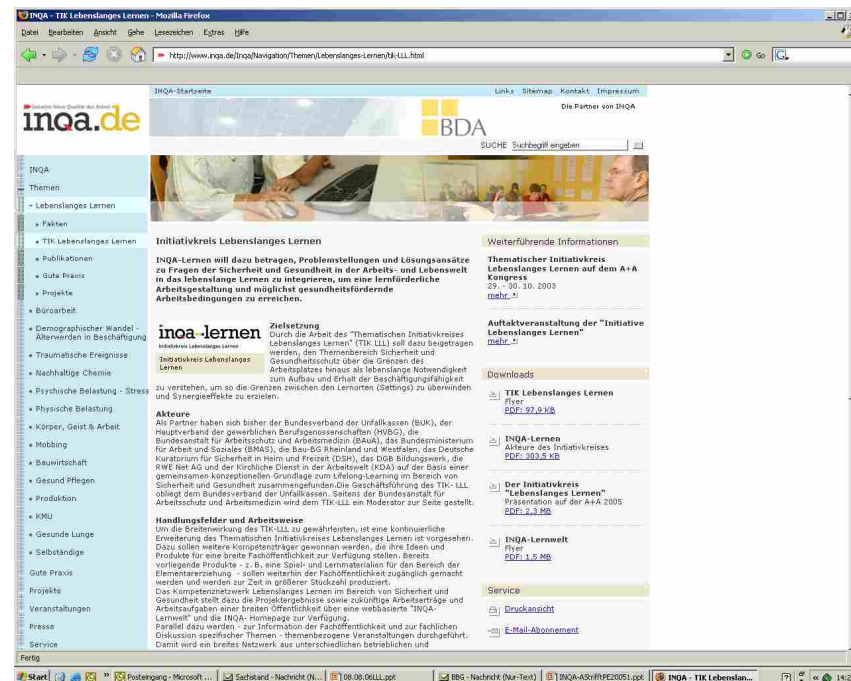 INQA - TIK Lebenslanges Lernen - Mozilla Firefox
Datei Bearbeiten Ansicht Gehe Lesezeichen Extras Hilfe
http://www.inqa.de/Inqa/Navigation/Themen/Lebenslanges-Lernen/tik-LLL.html
Go
INQA-Startseite
Links Sitemap Kontakt Impressum
Initiative Neue Qualität der Arbeit
inqa.de
Die Partner von INQA
BDA
SUCHE Suchbegriff eingeben
INQA
Themen
Lebenslanges Lernen
Fakten
TIK Lebenslanges Lernen
Publikationen
Gute Praxis
Projekte
Büroarbeit
Demographischer Wandel -
Älterwerden in Beschäftigung
Traumatische Ereignisse
Nachhaltige Chemie
Psychische Belastung - Stress
Physische Belastung
Körper, Geist & Arbeit
Mobbing
Bauwirtschaft
Gesund Pflegen
Produktion
KMU
Gesunde Lunge
Selbständige
Gute Praxis
Projekte
Veranstaltungen
Presse
Service
Initiativkreis Lebenslanges Lernen
INQA-Lernen will dazu betragen, Problemstellungen und Lösungsansätze
zu Fragen der Sicherheit und Gesundheit in der Arbeits- und Lebenswelt
in das lebenslange Lernen zu integrieren, um eine lernförderliche
Arbeitsgestaltung und möglichst gesundheitsfördernde
Arbeitsbedingungen zu erreichen.
inqa-lernen
Initiativkreis Lebenslanges Lernen
Initiativkreis Lebenslanges
Lernen
Zielsetzung
Durch die Arbeit des "Thematischen Initiativkreises
Lebenslanges Lernen" (TIK LLL) soll dazu beigetragen
werden, den Themenbereich Sicherheit und
Gesundheitsschutz über die Grenzen des
Arbeitsplatzes hinaus als lebenslange Notwendigkeit
zum Aufbau und Erhalt der Beschäftigungsfähigkeit
zu verstehen, um so die Grenzen zwischen den Lernorten (Settings) zu überwinden
und Synergieeffekte zu erzielen.
Akteure
Als Partner haben sich bisher der Bundesverband der Unfallkassen (BUK), der
Hauptverband der gewerblichen Berufsgenossenschaften (HVBG), die
Bundesanstalt für Arbeitsschutz und Arbeitsmedizin (BAuA), das Bundesministerium
für Arbeit und Soziales (BMAS), die Bau-BG Rheinland und Westfalen, das Deutsche
Kuratorium für Sicherheit in Heim und Freizeit (DSH), das DGB Bildungswerk, die
RWE Net AG und der Kirchliche Dienst in der Arbeitswelt (KDA) auf der Basis einer
gemeinsamen konzeptionellen Grundlage zum Lifelong-Learning im Bereich von
Sicherheit und Gesundheit zusammengefunden.Die Geschäftsführung des TIK- LLL
obliegt dem Bundesverband der Unfallkassen. Seitens der Bundesanstalt für
Arbeitsschutz und Arbeitsmedizin wird dem TIK-LLL ein Moderator zur Seite gestellt.
Handlungsfelder und Arbeitsweise
Um die Breitenwirkung des TIK-LLL zu gewährleisten, ist eine kontinuierliche
Erweiterung des Thematischen Initiativkreises Lebenslanges Lernen ist vorgesehen.
Dazu sollen weitere Kompetenzträger gewonnen werden, die ihre Ideen und
Produkte für eine breite Fachöffentlichkeit zur Verfügung stellen. Bereits
vorliegende Produkte - z. B. eine Spiel- und Lernmaterialien für den Bereich der
Elementarerziehung - sollen weiterhin der Fachöffentlichkeit zugänglich gemacht
werden und werden zur Zeit in größerer Stückzahl produziert.
Das Kompetenznetzwerk Lebenslanges Lernen im Bereich von Sicherheit und
Gesundheit stellt dazu die Projektergebnisse sowie zukünftige Arbeitserträge und
Arbeitsaufgaben einer breiten Öffentlichkeit über eine webbasierte "INQA-
Lernwelt" und die INQA- Homepage zur Verfügung.
Parallel dazu werden - zur Information der Fachöffentlichkeit und zur fachlichen
Diskussion spezifischer Themen - themenbezogene Veranstaltungen durchgeführt.
Damit wird ein breites Netzwerk aus unterschiedlichen betrieblichen und
Weiterführende Informationen
Thematischer Initiativkreis
Lebenslanges Lernen auf dem A+A
Kongress
29. - 30. 10. 2003
mehr
Auftaktveranstaltung der "Initiative
Lebenslanges Lernen"
mehr
Downloads
TIK Lebenslanges Lernen
Flyer
PDF: 97,9 KB
INQA-Lernen
Akteure des Initiativkreises
PDF: 303,5 KB
Der Initiativkreis
"Lebenslanges Lernen"
Präsentation auf der A+A 2005
PDF: 2,3 MB
INQA-Lernwelt
Flyer
PDF: 1,5 MB
Service
Druckansicht
E-Mail-Abonnement
Fertig
Start
Posteingang - Microsoft ...
Sachstand - Nachricht (N...
08.08.06LLL.ppt
BBG - Nachricht (Nur-Text)
INQA-AStrifftPE20051.ppt
INQA - TIK Lebenslan...
14:2